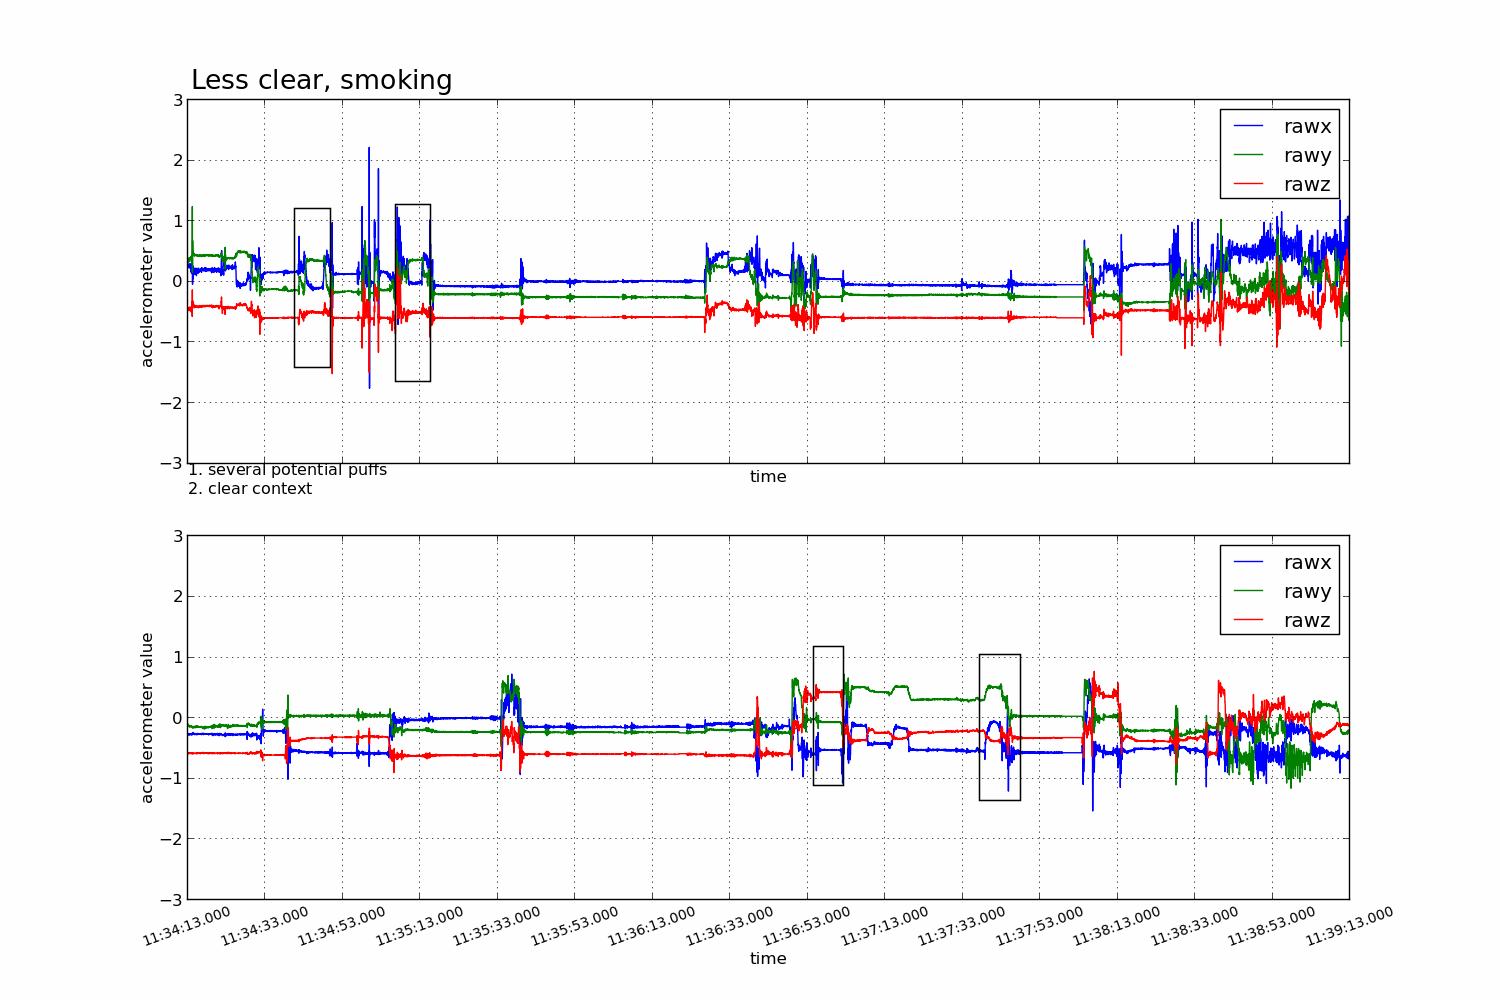 Less clear, smoking
3
2
1
0
−1
−2
−3
accelerometer value
rawx
rawy
rawz
1. several potential puffs
2. clear context
time
3
2
1
0
−1
−2
−3
accelerometer value
rawx
rawy
rawz
11:34:13.000
11:34:33.000
11:34:53.000
11:35:13.000
11:35:33.000
11:35:53.000
11:36:13.000
11:36:33.000
11:36:53.000
11:37:13.000
11:37:33.000
11:37:53.000
11:38:13.000
11:38:33.000
11:38:53.000
11:39:13.000
time